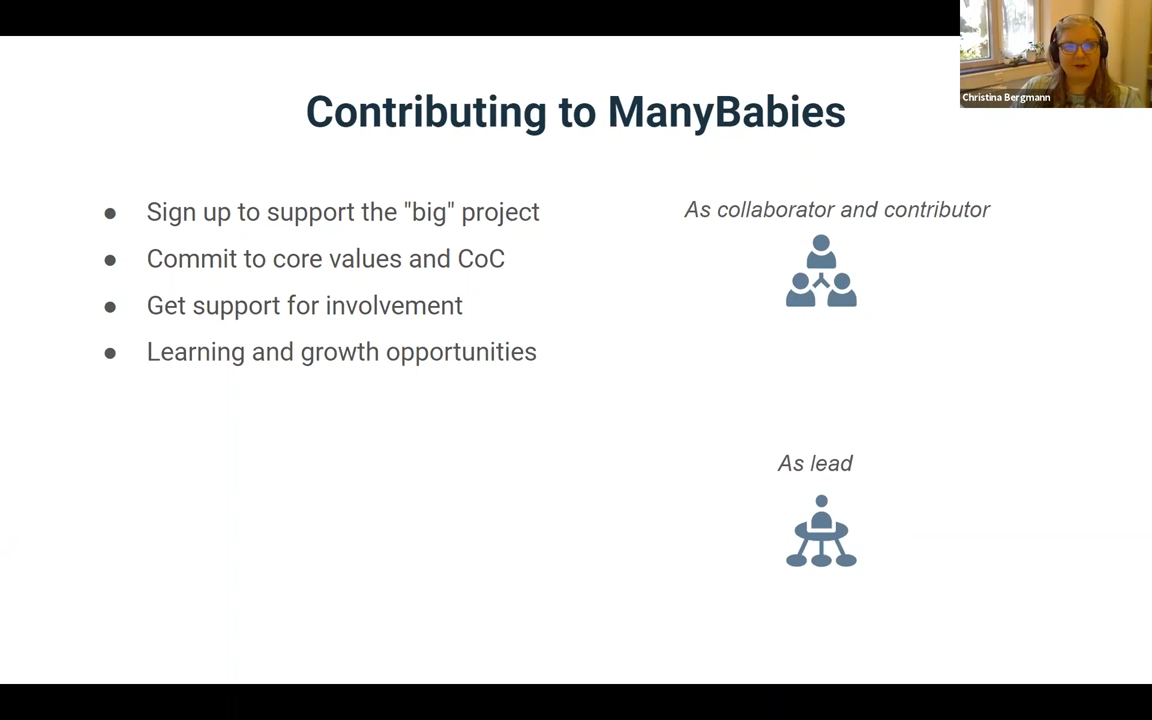 Christina Bergmann
Contributing to ManyBabies
● Sign up to support the "big" project
● Commit to core values and CoC
● Get support for involvement
● Learning and growth opportunities
As collaborator and contributor
As lead